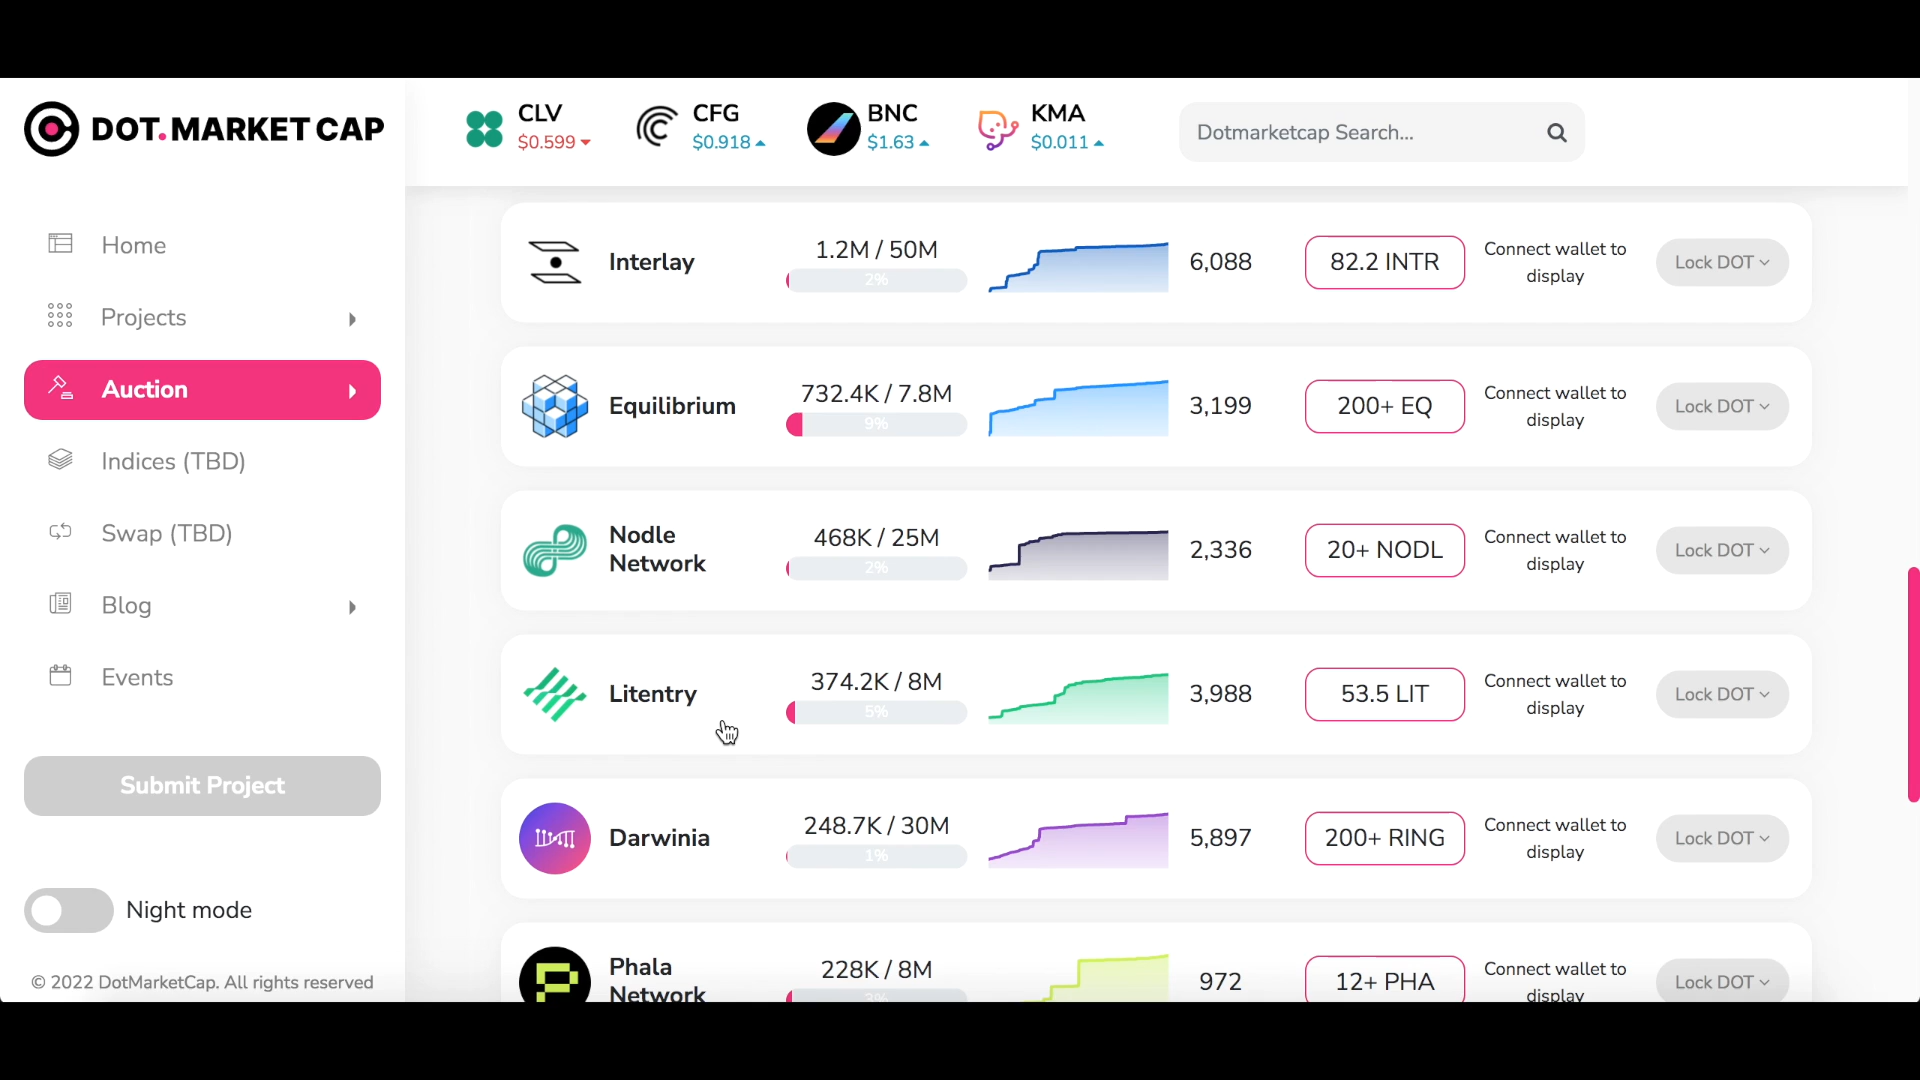 DOT.MARKET CAP
CLV
$0.599
CFG
$0.918
BNC
$1.63
KMA
$0.011
Dotmarketcap Search...
Home
Projects
Auction
Indices (TBD)
Swap (TBD)
Blog
Events
Submit Project
Night mode
© 2022 DotMarketCap. All rights reserved
Interlay
1.2M / 50M
2%
6,088
82.2 INTR
Connect wallet to
display
Lock DOT
Equilibrium
732.4K / 7.8M
9%
3,199
200+ EQ
Connect wallet to
display
Lock DOT
Nodle
Network
468K / 25M
2%
2,336
20+ NODL
Connect wallet to
display
Lock DOT
Litentry
374.2K / 8M
5%
3,988
53.5 LIT
Connect wallet to
display
Lock DOT
Darwinia
248.7K / 30M
1%
5,897
200+ RING
Connect wallet to
display
Lock DOT
Phala
Network
228K / 8M
3%
972
12+ PHA
Connect wallet to
display
Lock DOT